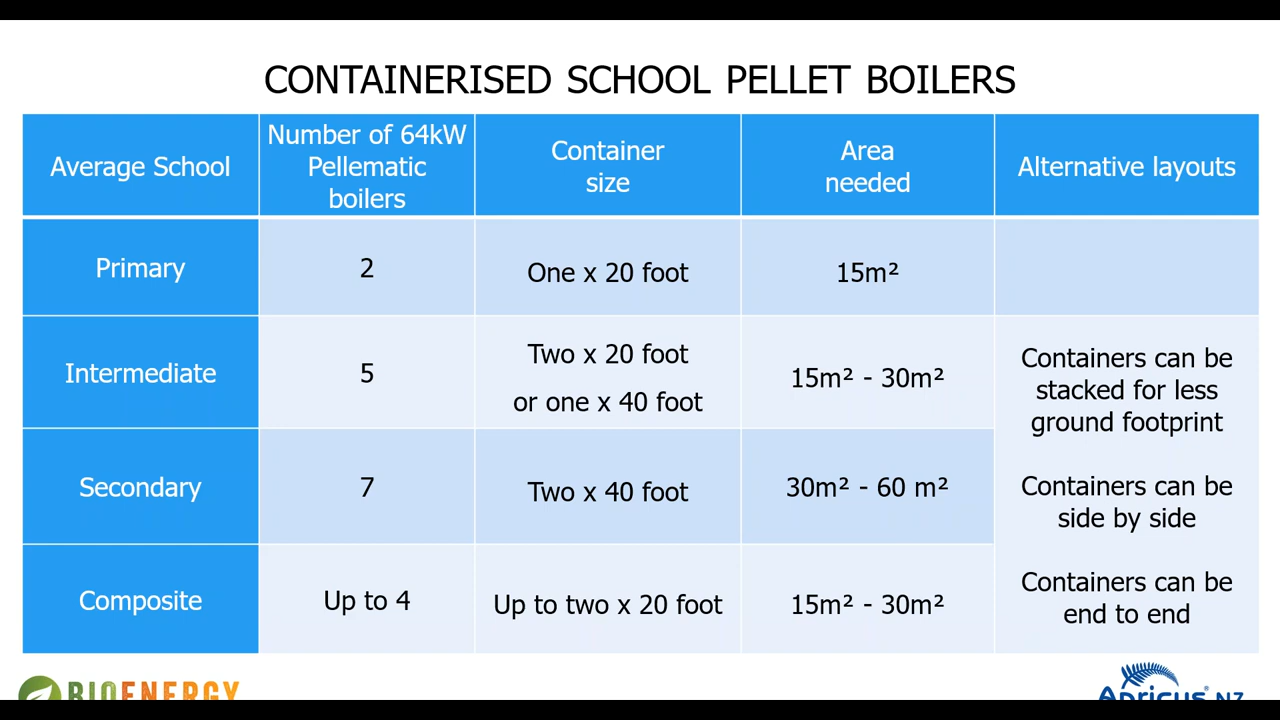 CONTAINERISED SCHOOL PELLET BOILERS
Average School
Number of 64kW
Pellematic
boilers
Container
size
Area
needed
Alternative layouts
Primary
2
One x 20 foot
15m²
Intermediate
5
Two x 20 foot
or one x 40 foot
15m² - 30m²
Secondary
7
Two x 40 foot
30m² - 60 m²
Composite
Up to 4
Up to two x 20 foot
15m² - 30m²
Containers can be
stacked for less
ground footprint
Containers can be
side by side
Containers can be
end to end
BIOENERGY
Apricus® NZ